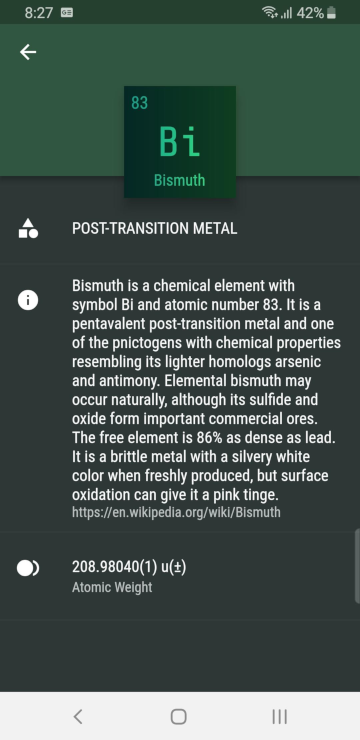 8:27 GE 42%
83
Bi
Bismuth
POST-TRANSITION METAL
Bismuth is a chemical element with
symbol Bi and atomic number 83. It is a
pentavalent post-transition metal and one
of the pnictogens with chemical properties
resembling its lighter homologs arsenic
and antimony. Elemental bismuth may
occur naturally, although its sulfide and
oxide form important commercial ores.
The free element is 86% as dense as lead.
It is a brittle metal with a silvery white
color when freshly produced, but surface
oxidation can give it a pink tinge.
https://en.wikipedia.org/wiki/Bismuth
208.98040(1) u(±)
Atomic Weight